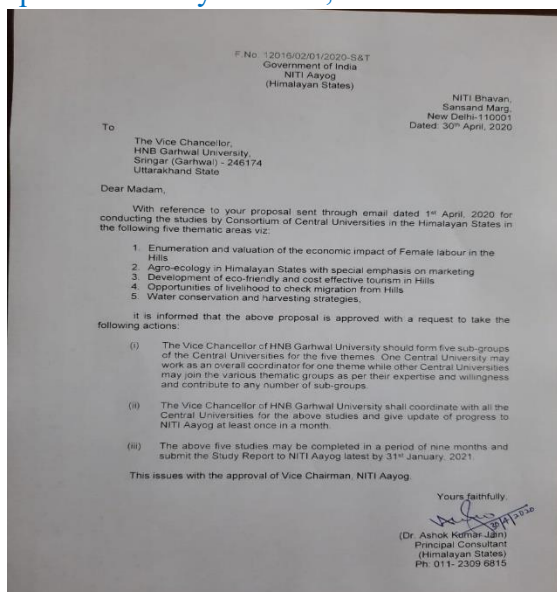 F.No. 12016/02/01/2020-S&T
Government of India
NITI Aayog
(Himalayan States)
NITI Bhavan,
Sansand Marg,
New Delhi-110001
Dated: 30th April, 2020
To
The Vice Chancellor,
HNB Garhwal University,
Sringar (Garhwal) - 246174
Uttarakhand State
Dear Madam,
With reference to your proposal sent through email dated 1st April, 2020 for
conducting the studies by Consortium of Central Universities in the Himalayan States in
the following five thematic areas viz:
1. Enumeration and valuation of the economic impact of Female labour in the
Hills
2. Agro-ecology in Himalayan States with special emphasis on marketing
3. Development of eco-friendly and cost effective tourism in Hills
4. Opportunities of livelihood to check migration from Hills
5. Water conservation and harvesting strategies,
it is informed that the above proposal is approved with a request to take the
following actions:
(i) The Vice Chancellor of HNB Garhwal University should form five sub-groups
of the Central Universities for the five themes. One Central University may
work as an overall coordinator for one theme while other Central Universities
may join the various thematic groups as per their expertise and willingness
and contribute to any number of sub-groups.
(ii) The Vice Chancellor of HNB Garhwal University shall coordinate with all the
Central Universities for the above studies and give update of progress to
NITI Aayog at least once in a month.
(iii) The above five studies may be completed in a period of nine months and
submit the Study Report to NITI Aayog latest by 31st January, 2021.
This issues with the approval of Vice Chairman, NITI Aayog.
Yours faithfully,
30/4/2020
(Dr. Ashok Kumar Jain)
Principal Consultant
(Himalayan States)
Ph: 011- 2309 6815